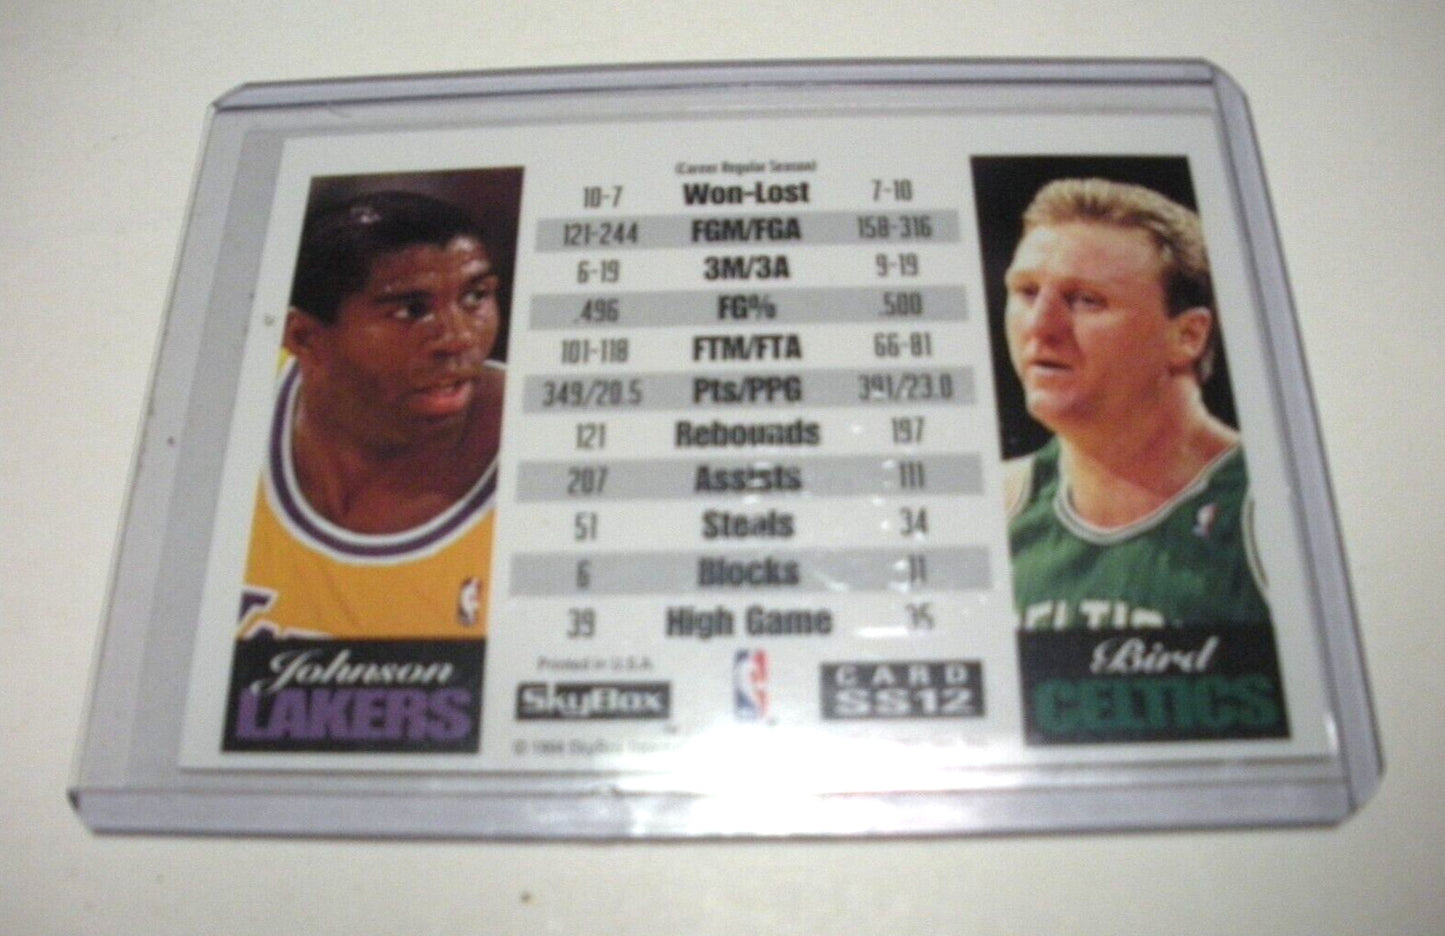 (Career Regular Season)
10-7 Won-Lost 7-10
121-244 FGM/FGA 158-316
6-19 3M/3A 9-19
.496 FG% .500
101-118 FTM/FTA 66-81
349/20.5 Pts/PPG 391/23.0
121 Rebounds 197
207 Assists 111
51 Steals 34
6 Blocks 11
39 High Game
Printed in U.S.A.
SkyBox
CARD
SS12
© 1994 SkyBox
Johnson
LAKERS
CELTIC
Bird
CELTICS